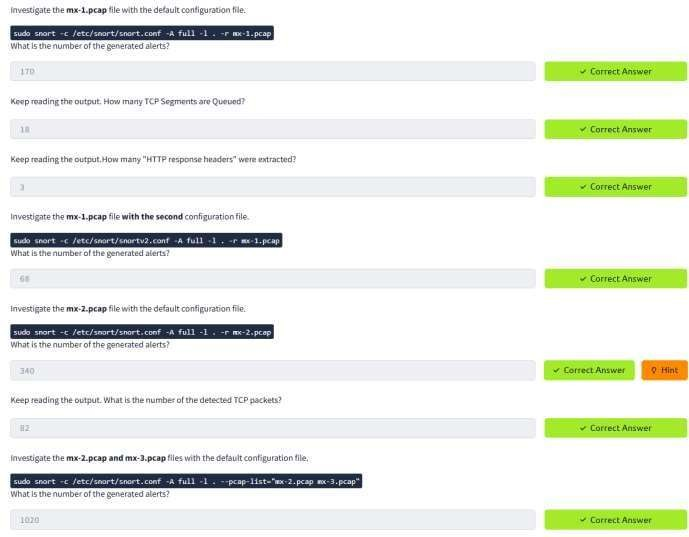 Investigate the mx-1.pcap file with the default configuration file.
sudo snort -c /etc/snort/snort.conf -A full -l . -r mx-1.pcap
What is the number of the generated alerts?
170
✓ Correct Answer
Keep reading the output. How many TCP Segments are Queued?
18
✓ Correct Answer
Keep reading the output.How many "HTTP response headers" were extracted?
3
✓ Correct Answer
Investigate the mx-1.pcap file with the second configuration file.
sudo snort -c /etc/snort/snortv2.conf -A full -l . -r mx-1.pcap
What is the number of the generated alerts?
68
✓ Correct Answer
Investigate the mx-2.pcap file with the default configuration file.
sudo snort -c /etc/snort/snort.conf -A full -l . -r mx-2.pcap
What is the number of the generated alerts?
340
✓ Correct Answer
Hint
Keep reading the output. What is the number of the detected TCP packets?
82
✓ Correct Answer
Investigate the mx-2.pcap and mx-3.pcap files with the default configuration file.
sudo snort -c /etc/snort/snort.conf -A full -l . --pcap-list="mx-2.pcap mx-3.pcap"
What is the number of the generated alerts?
1020
✓ Correct Answer